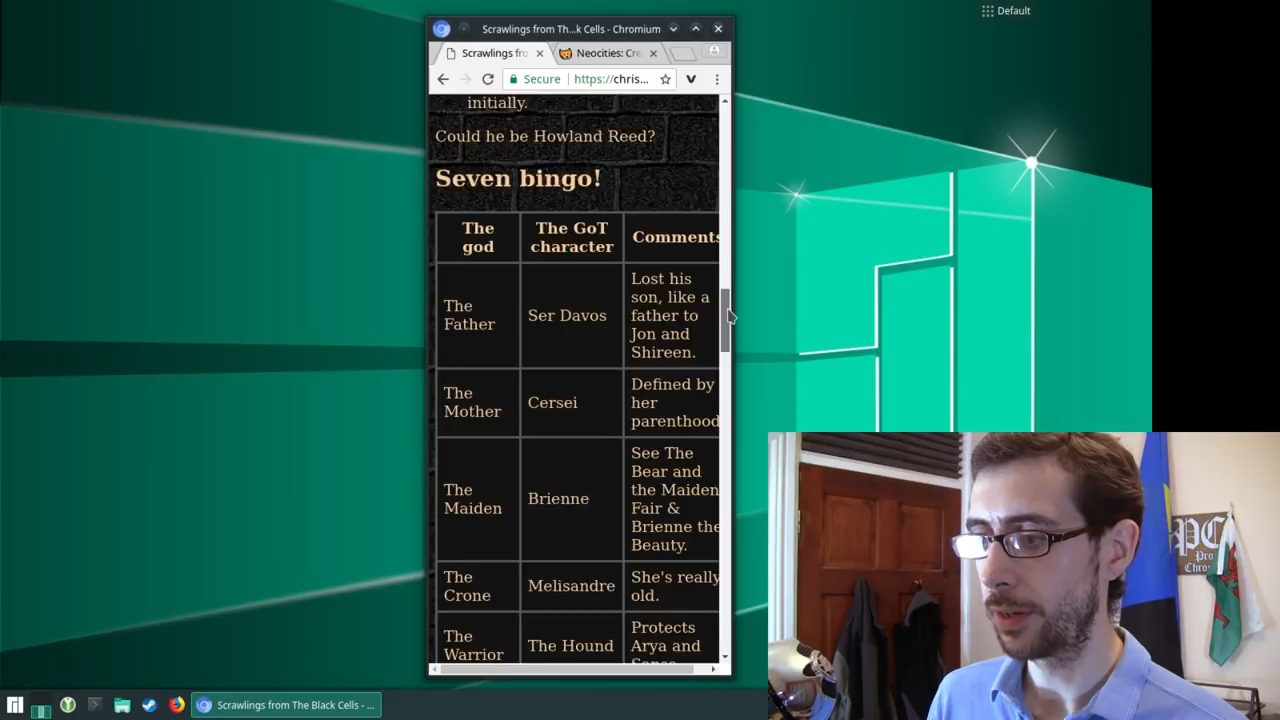 Default
Scrawlings from Th...k Cells - Chromium
Scrawlings fro
Neocities: Cre
Secure
https://chris...
initially.
Could he be Howland Reed?
Seven bingo!
The god
The GoT character
Comments
The Father
Ser Davos
Lost his
son, like a
father to
Jon and
Shireen.
The Mother
Cersei
Defined by
her
parenthood
The Maiden
Brienne
See The
Bear and
the Maiden
Fair &
Brienne the
Beauty.
The Crone
Melisandre
She's really
old.
The Warrior
The Hound
Protects
Arya and
Scrawlings from The Black Cells - ...
PC
Pro
Chro